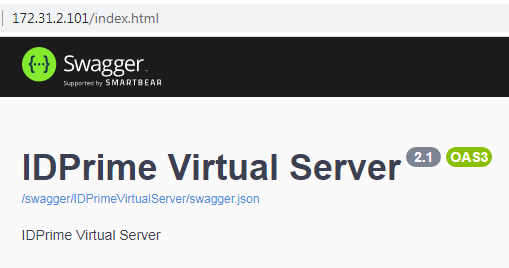 172.31.2.101/index.html
{···} Swagger.
Supported by SMARTBEAR
IDPrime Virtual Server 2.1 OAS3
/swagger/IDPrimeVirtualServer/swagger.json
IDPrime Virtual Server